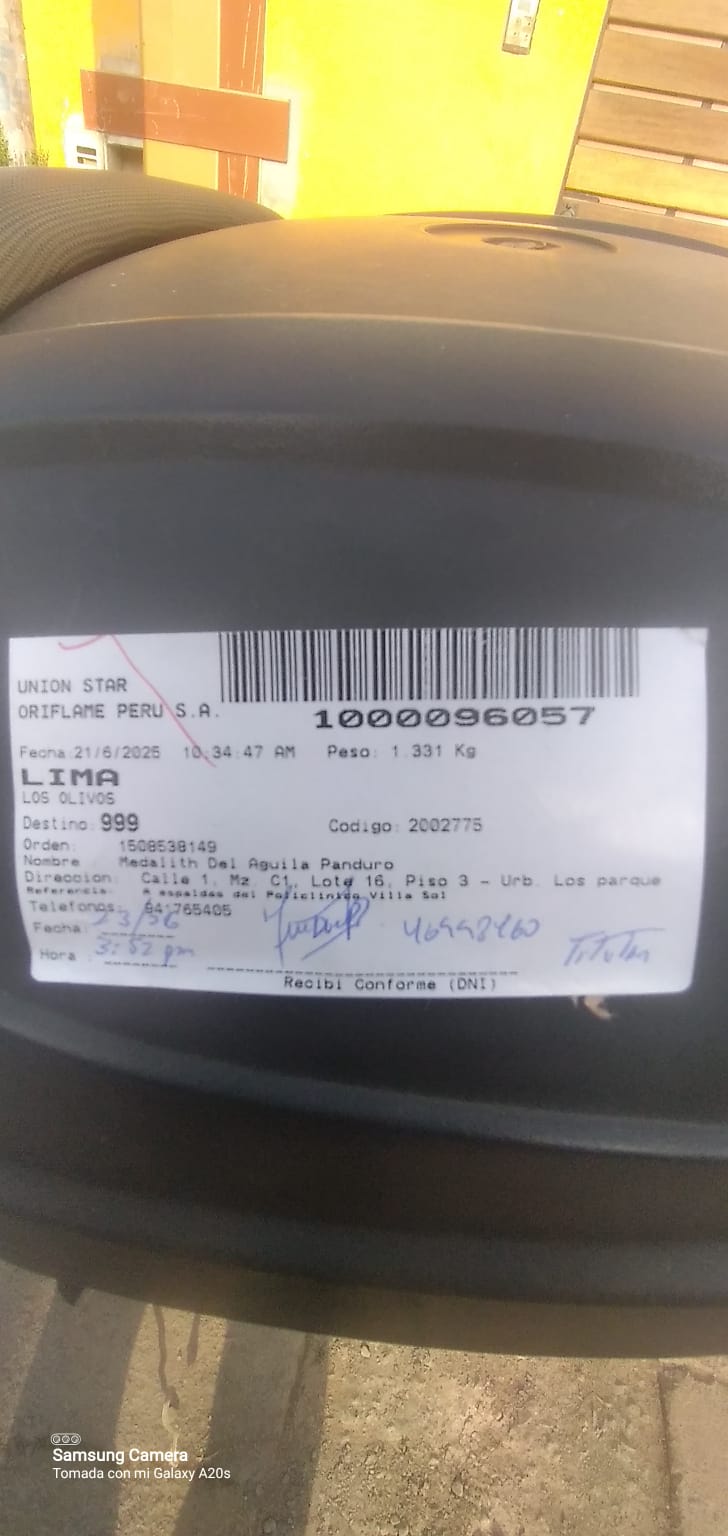 UNION STAR
ORIFLAME PERU S.A.
1000096057
Fecha:21/6/2025 10:34:47 AM Peso: 1.331 Kg
LIMA
LOS OLIVOS
Destino: 999 Codigo: 2002775
Orden: 1508538149
Nombre Medalith Del Aguila Panduro
Direccion: Calle 1, Mz. C1, Lote 16, Piso 3 - Urb. Los parque
Referencia: A espaldas del Policlinico Villa Sol
Telefonos: 941765405
Fecha:
Hora : 3:52 pm
Titular
Recibi Conforme (DNI)
Samsung Camera
Tomada con mi Galaxy A20s